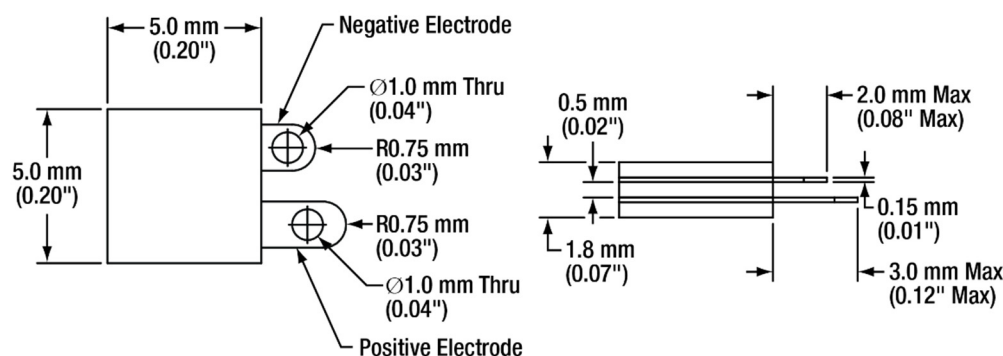 5.0 mm
(0.20")
Negative Electrode
Ø1.0 mm Thru
(0.04")
R0.75 mm
(0.03")
5.0 mm
(0.20")
R0.75 mm
(0.03")
Ø1.0 mm Thru
(0.04")
Positive Electrode
0.5 mm
(0.02")
2.0 mm Max
(0.08" Max)
0.15 mm
(0.01")
1.8 mm
(0.07")
3.0 mm Max
(0.12" Max)